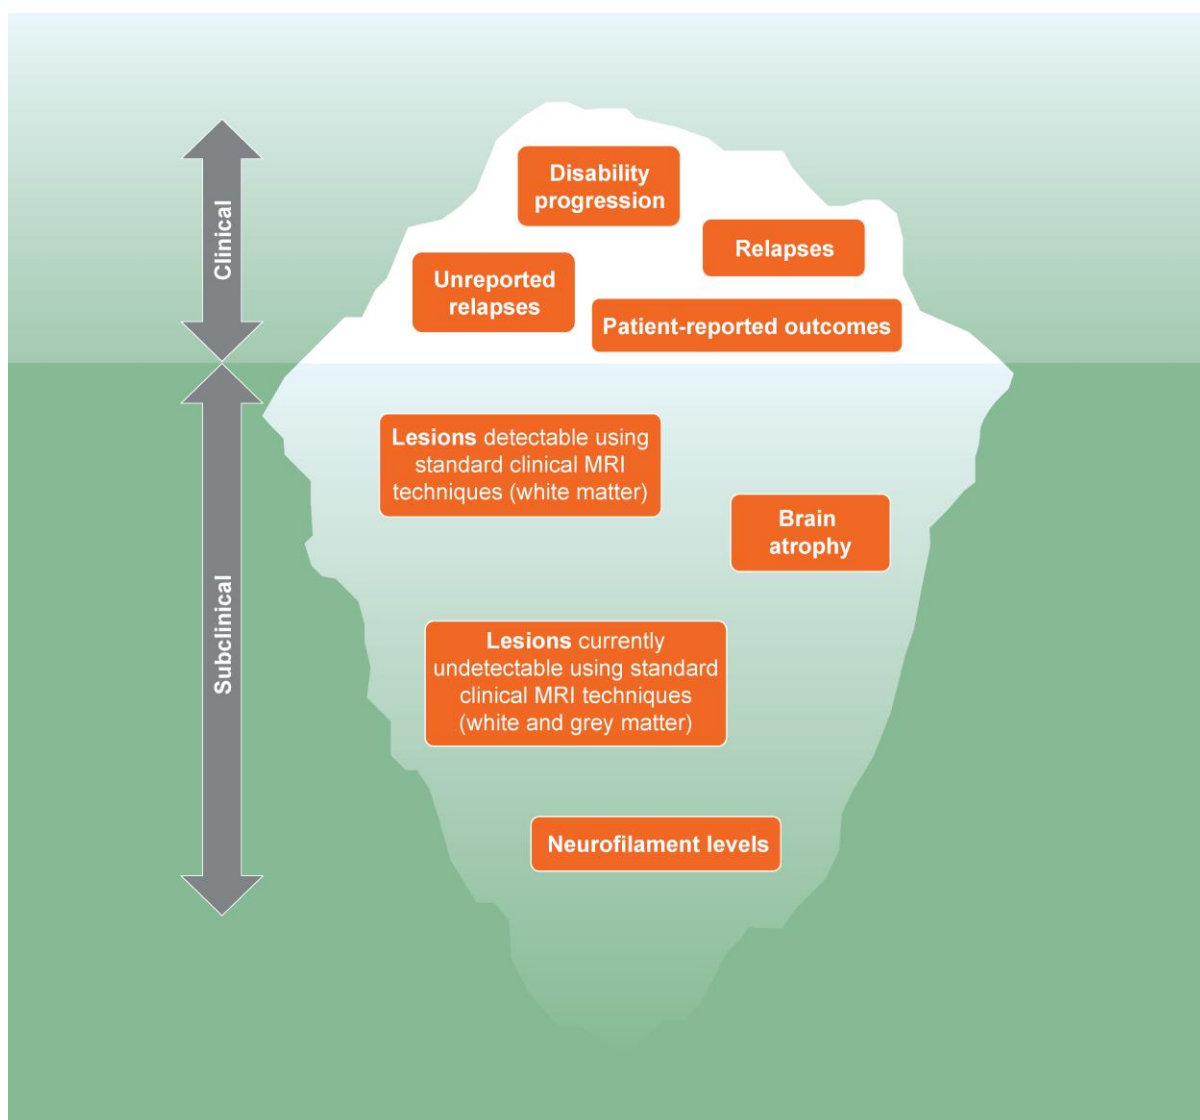 Clinical
Disability
progression
Relapses
Unreported
relapses
Patient-reported outcomes
Subclinical
Lesions detectable using
standard clinical MRI
techniques (white matter)
Brain
atrophy
Lesions currently
undetectable using standard
clinical MRI techniques
(white and grey matter)
Neurofilament levels